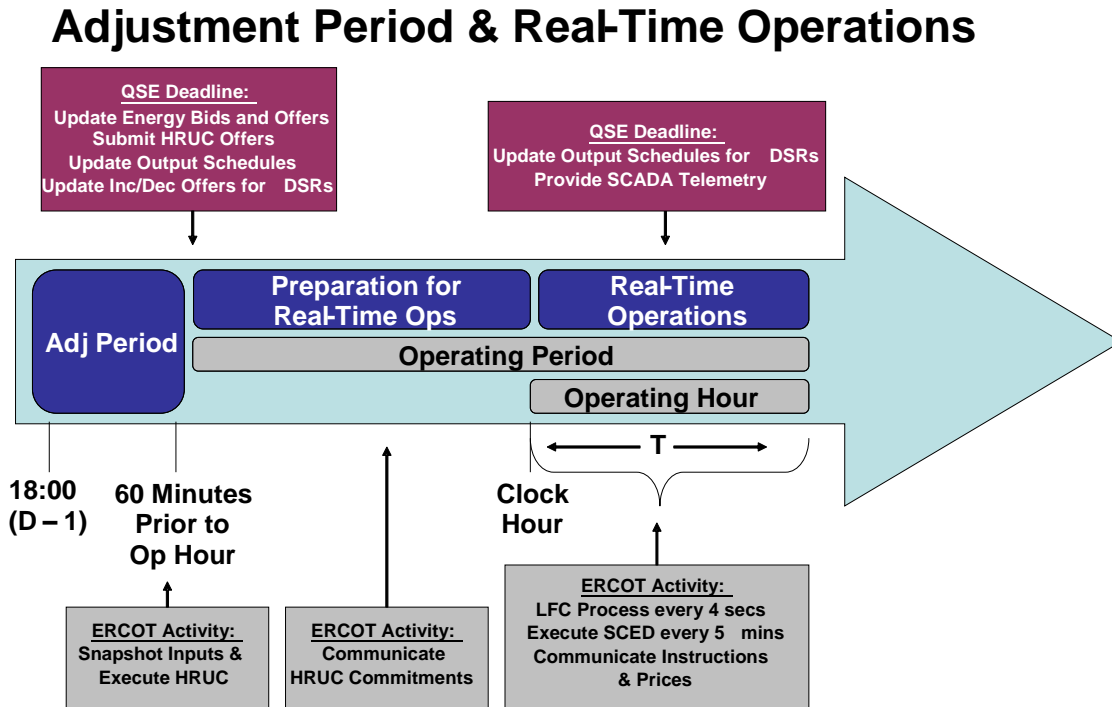 Adjustment Period & Real-Time Operations
QSE Deadline:
Update Energy Bids and Offers
Submit HRUC Offers
Update Output Schedules
Update Inc/Dec Offers for DSRs
QSE Deadline:
Update Output Schedules for DSRs
Provide SCADA Telemetry
Adj Period
Preparation for
Real-Time Ops
Real-Time
Operations
Operating Period
Operating Hour
T
18:00
(D – 1)
60 Minutes
Prior to
Op Hour
Clock
Hour
ERCOT Activity:
Snapshot Inputs &
Execute HRUC
ERCOT Activity:
Communicate
HRUC Commitments
ERCOT Activity:
LFC Process every 4 secs
Execute SCED every 5 mins
Communicate Instructions
& Prices